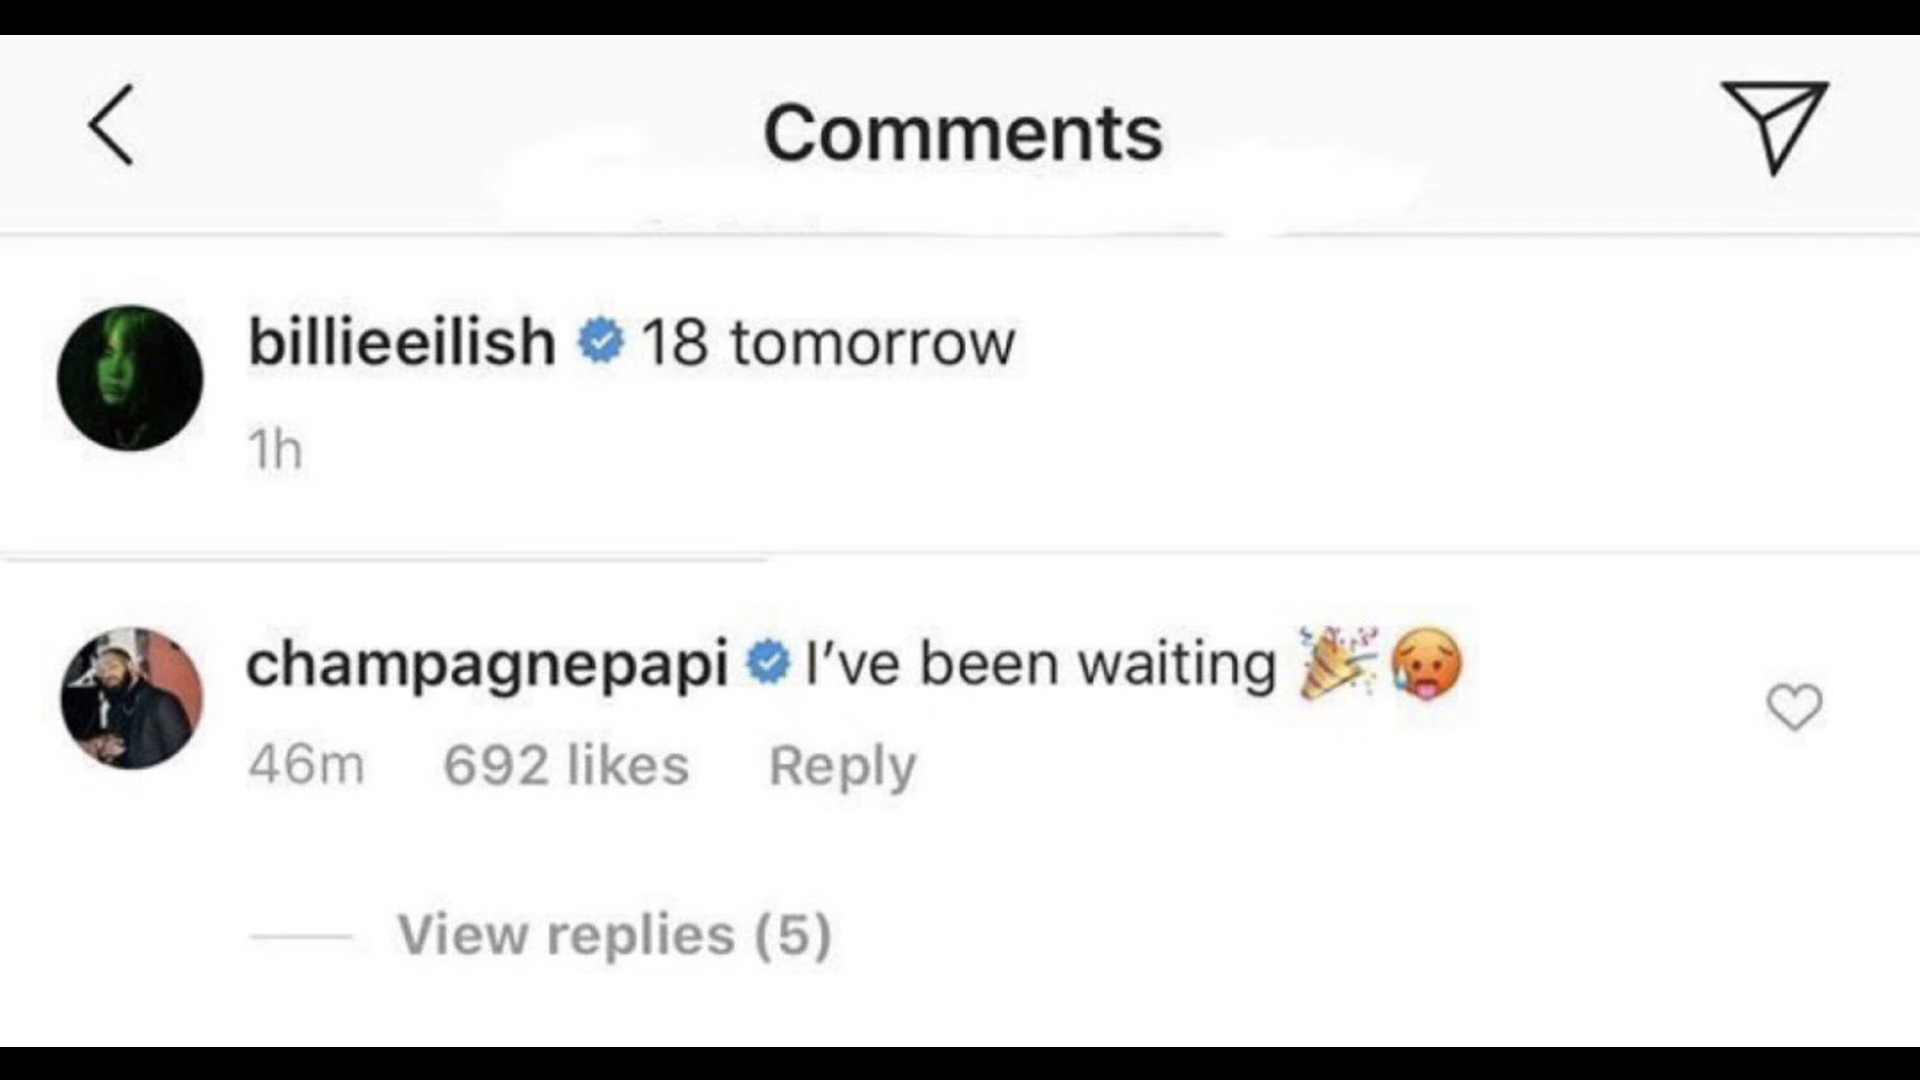 Comments
billieeilish 18 tomorrow
1h
champagnepapi I’ve been waiting 🎉🥵
46m 692 likes Reply
View replies (5)